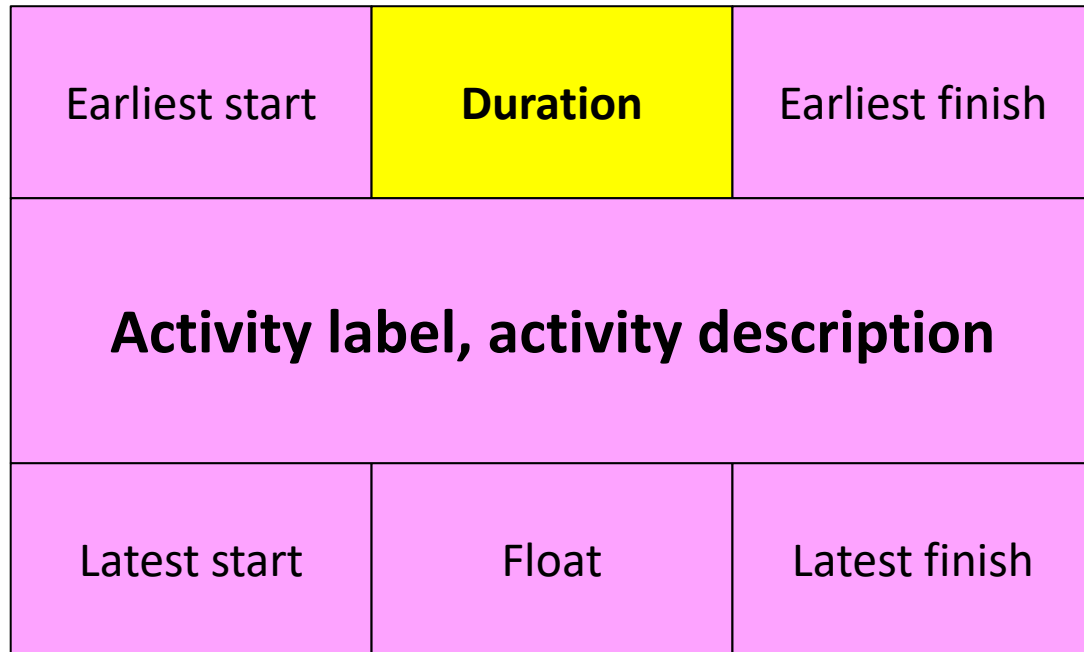 Earliest start
Duration
Earliest finish
Activity label, activity description
Latest start
Float
Latest finish